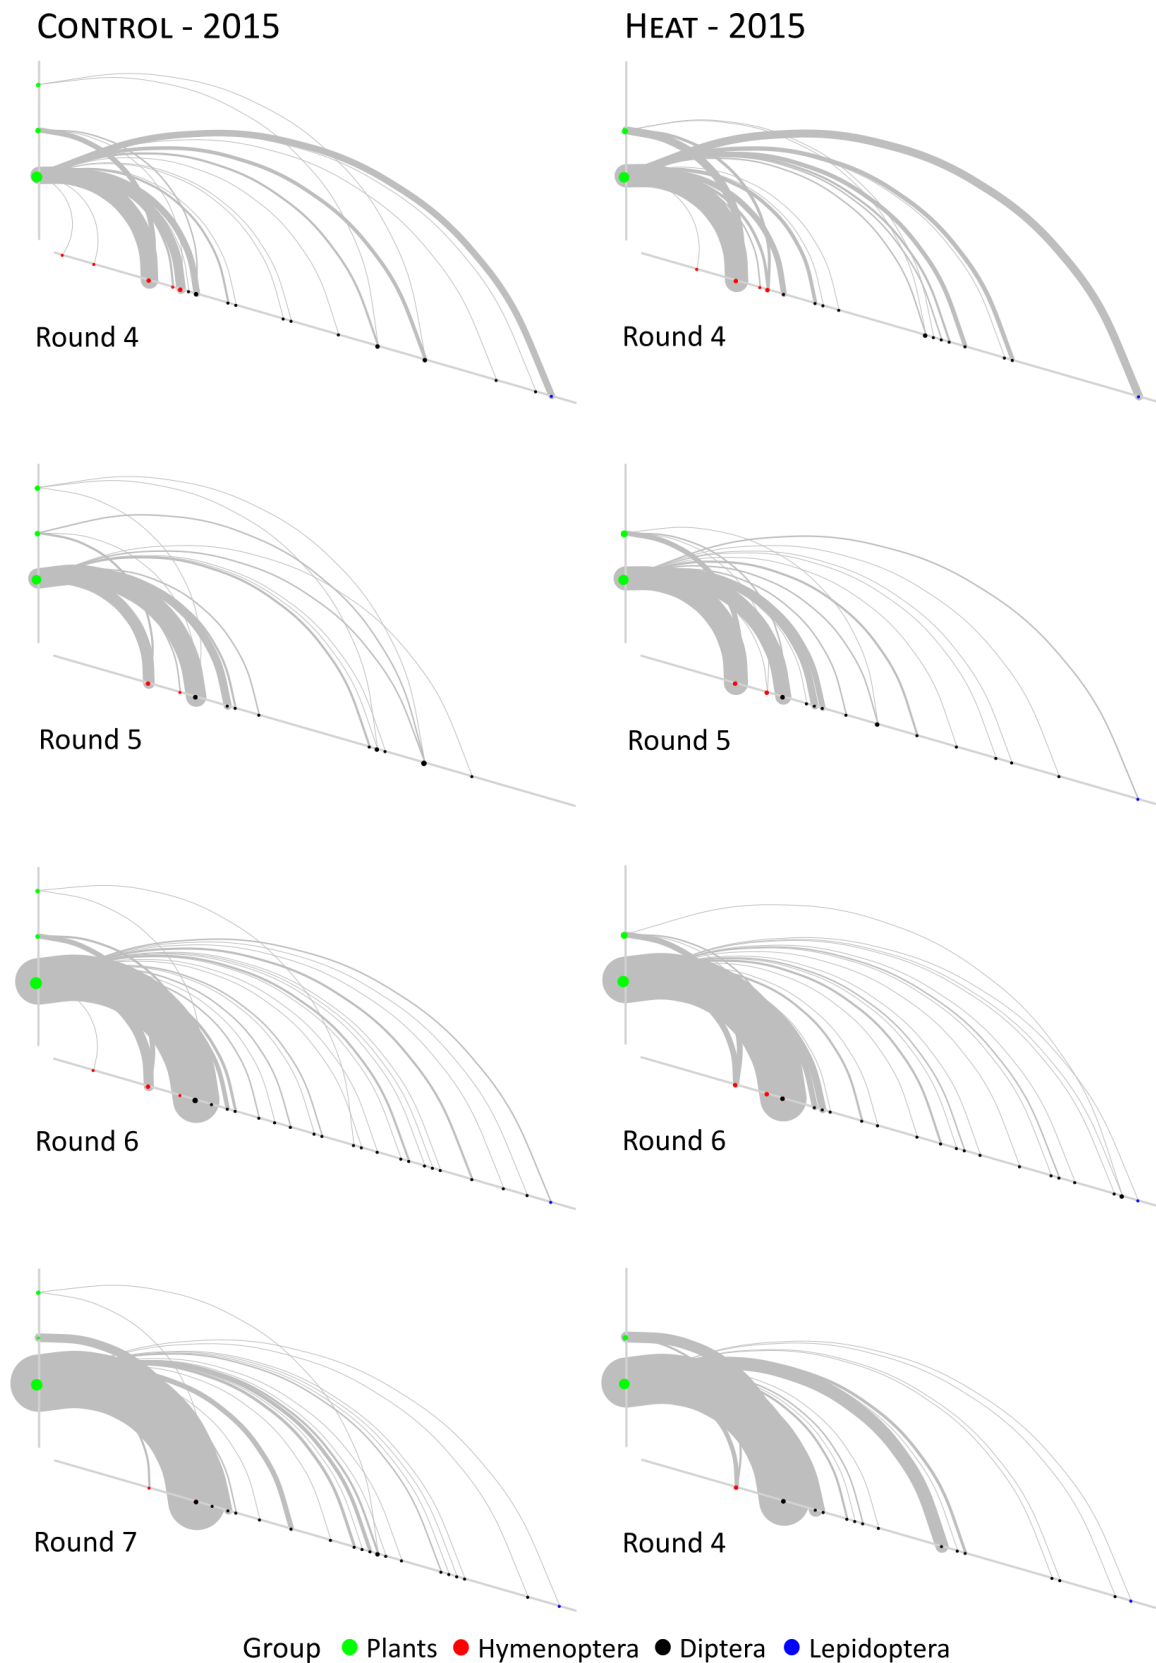 CONTROL - 2015 HEAT - 2015
Round 4 Round 4
Round 5 Round 5
Round 6 Round 6
Round 7 Round 4
Group Plants Hymenoptera Diptera Lepidoptera